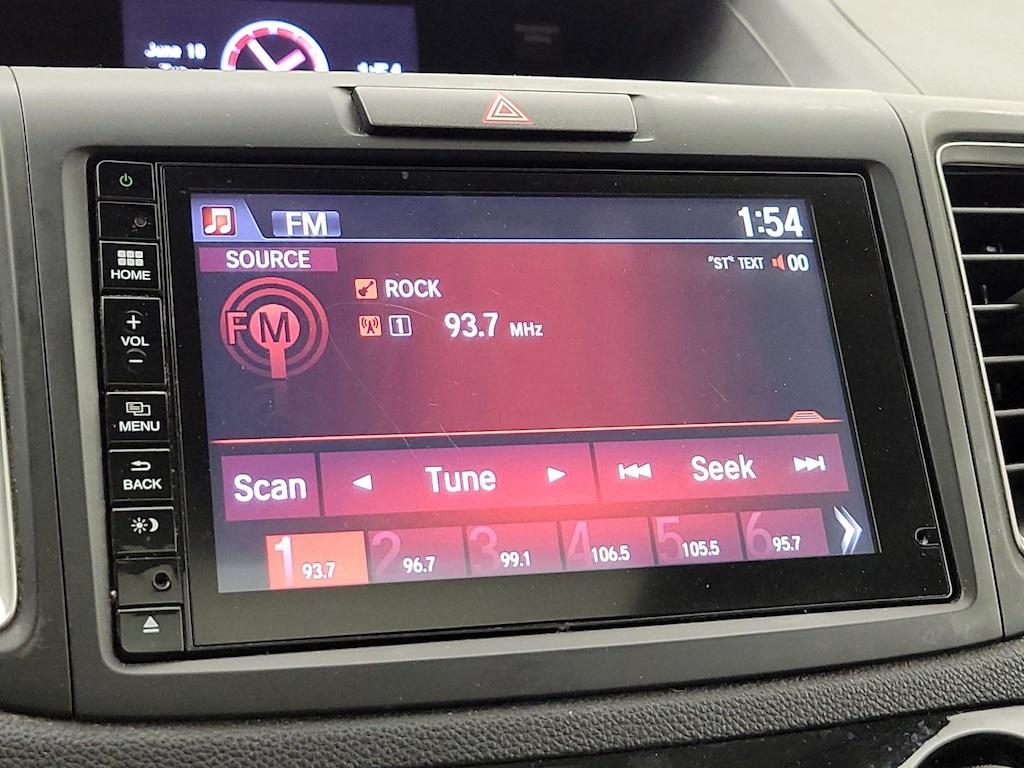 June 10
1:54
FM
1:54
SOURCE
"ST" TEXT 00
ROCK
FM
1 93.7 MHz
HOME
+
VOL
−
MENU
BACK
Scan Tune Seek
1 93.7
2 96.7
3 99.1
4 106.5
5 105.5
6 95.7